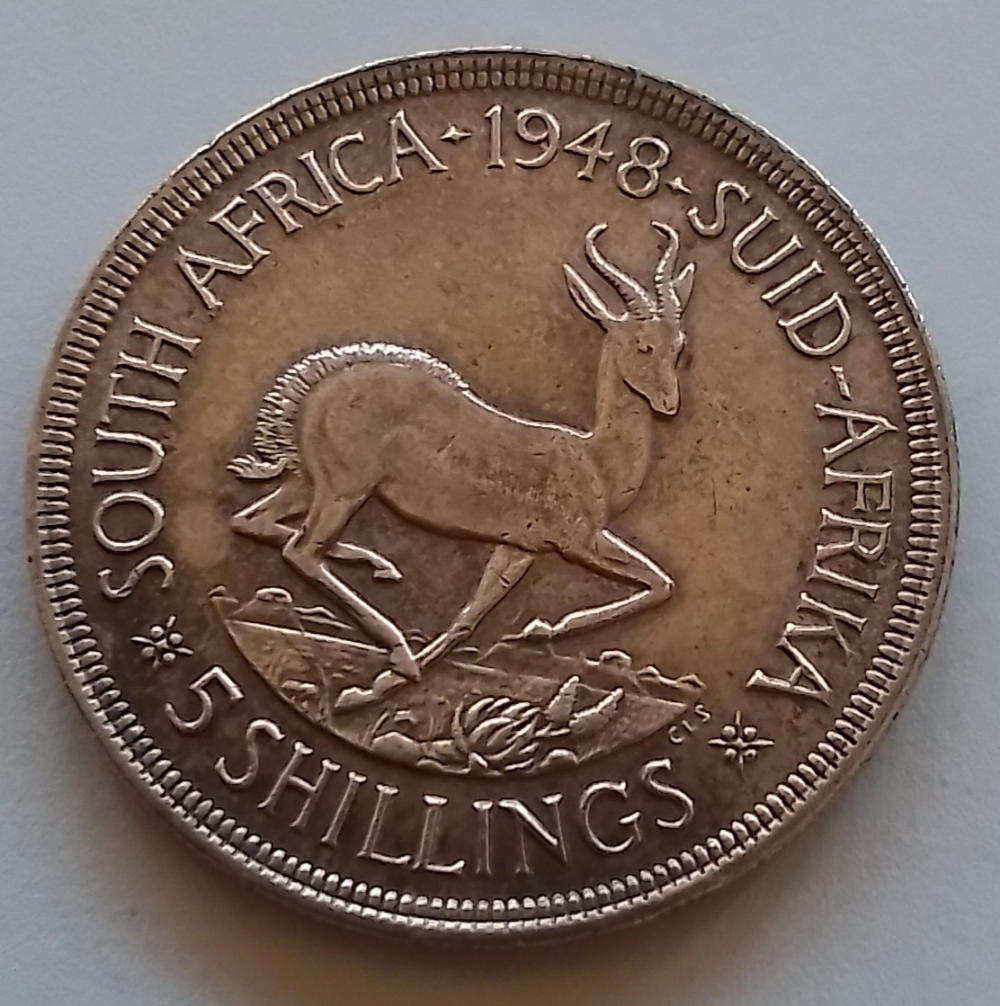 SOUTH AFRICA · 1948 · SUID-AFRIKA
5 SHILLINGS
CLS